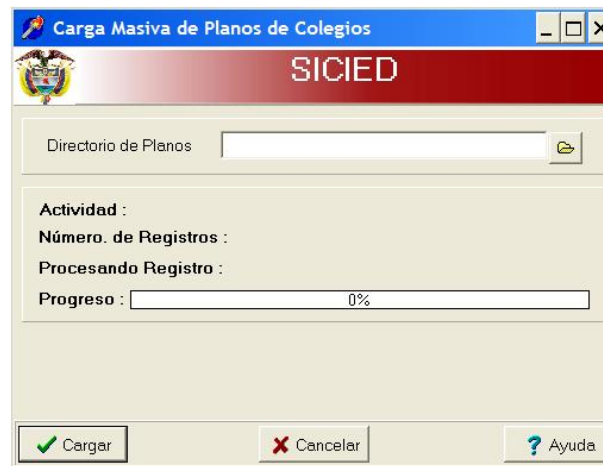 Carga Masiva de Planos de Colegios
SICIED
Directorio de Planos
Actividad :
Número. de Registros :
Procesando Registro :
Progreso : 0%
Cargar Cancelar Ayuda